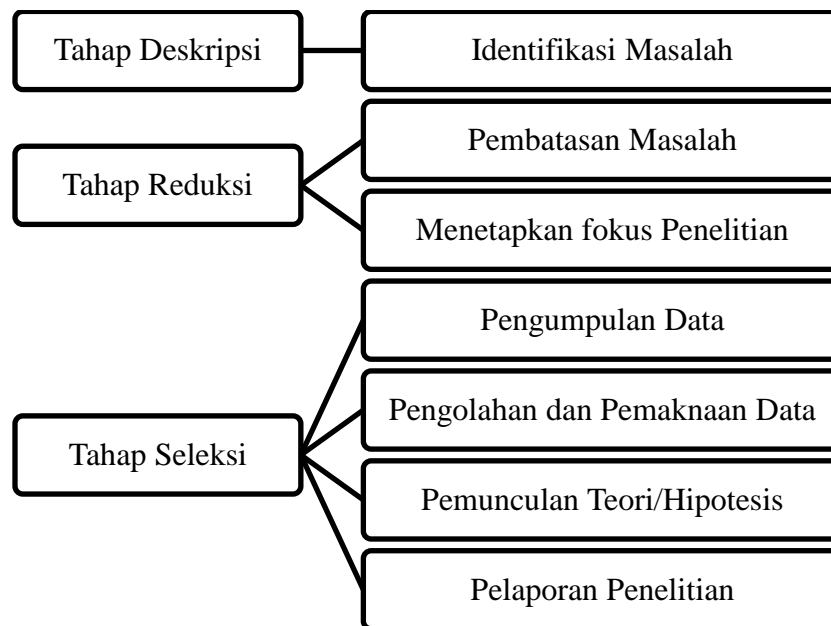 Tahap Deskripsi
Identifikasi Masalah
Tahap Reduksi
Pembatasan Masalah
Menetapkan fokus Penelitian
Tahap Seleksi
Pengumpulan Data
Pengolahan dan Pemaknaan Data
Pemunculan Teori/Hipotesis
Pelaporan Penelitian